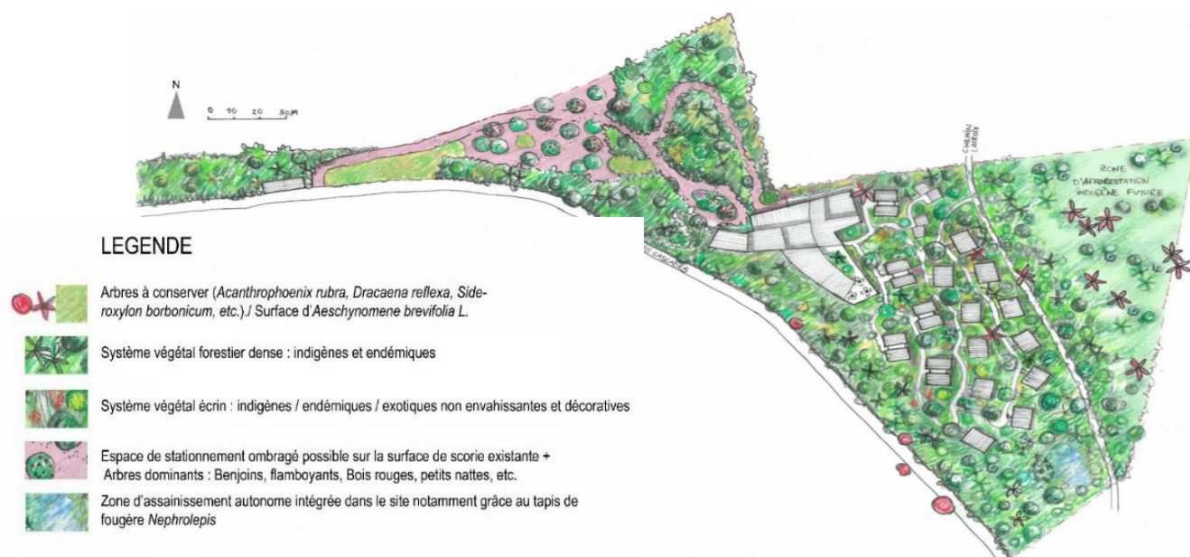 N
0 10 20 30m
CHEMIN
ZONE
D'AFFORESTATION
INDIGÈNE FUTURE
LEGENDE
Arbres à conserver (Acanthrophoenix rubra, Dracaena reflexa, Side-
roxylon borbonicum, etc.)./ Surface d'Aeschynomene brevifolia L.
Système végétal forestier dense : indigènes et endémiques
Système végétal écrin : indigènes / endémiques / exotiques non envahissantes et décoratives
Espace de stationnement ombragé possible sur la surface de scorie existante +
Arbres dominants : Benjoins, flamboyants, Bois rouges, petits nattes, etc.
Zone d'assainissement autonome intégrée dans le site notamment grâce au tapis de
fougère Nephrolepis